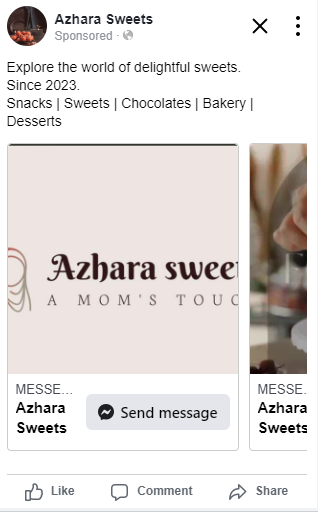 Azhara Sweets
Sponsored ·
Explore the world of delightful sweets.
Since 2023.
Snacks | Sweets | Chocolates | Bakery |
Desserts
Azhara swee
A MOM'S TOUC
MESSE...
Azhara
Sweets
Send message
MESSE.
Azhara
Sweets
Like
Comment
Share